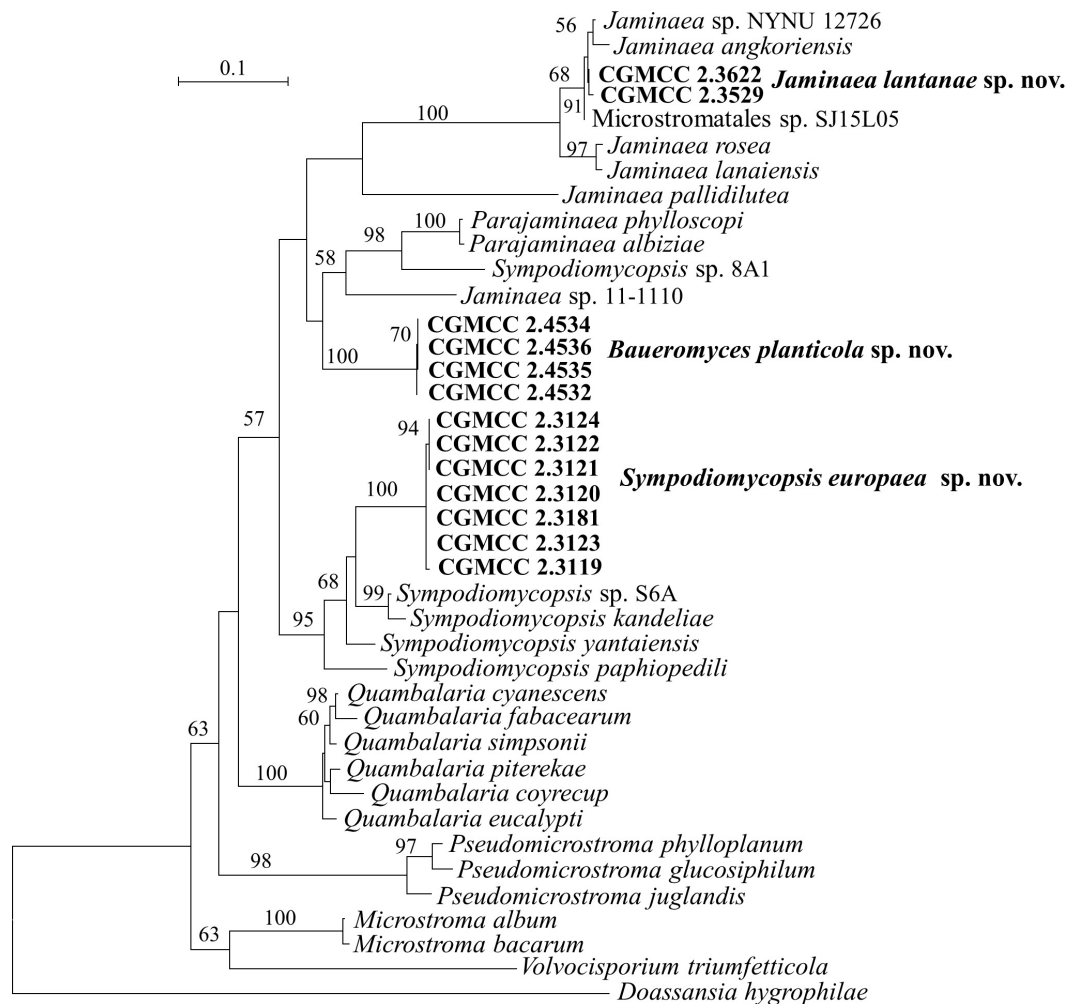 56
Jaminaea sp. NYNU 12726
Jaminaea angkoriensis
0.1
68
CGMCC 2.3622
Jaminaea lantanae sp. nov.
CGMCC 2.3529
91
100
Microstromatales sp. SJ15L05
97
Jaminaea rosea
Jaminaea lanaiensis
Jaminaea pallidilutea
100
Parajaminaea phylloscopi
98
Parajaminaea albiziae
58
Sympodiomycopsis sp. 8A1
Jaminaea sp. 11-1110
70
CGMCC 2.4534
CGMCC 2.4536
Baueromyces planticola sp. nov.
100
CGMCC 2.4535
CGMCC 2.4532
57
94
CGMCC 2.3124
CGMCC 2.3122
CGMCC 2.3121
Sympodiomycopsis europaea sp. nov.
100
CGMCC 2.3120
CGMCC 2.3181
CGMCC 2.3123
CGMCC 2.3119
68
99
Sympodiomycopsis sp. S6A
95
Sympodiomycopsis kandeliae
Sympodiomycopsis yantaiensis
Sympodiomycopsis paphiopedili
98
Quambalaria cyanescens
60
Quambalaria fabacearum
63
Quambalaria simpsonii
100
Quambalaria piterekae
Quambalaria coyrecup
Quambalaria eucalypti
97
Pseudomicrostroma phylloplanum
98
Pseudomicrostroma glucosiphilum
Pseudomicrostroma juglandis
100
Microstroma album
63
Microstroma bacarum
Volvocisporium triumfetticola
Doassansia hygrophilae